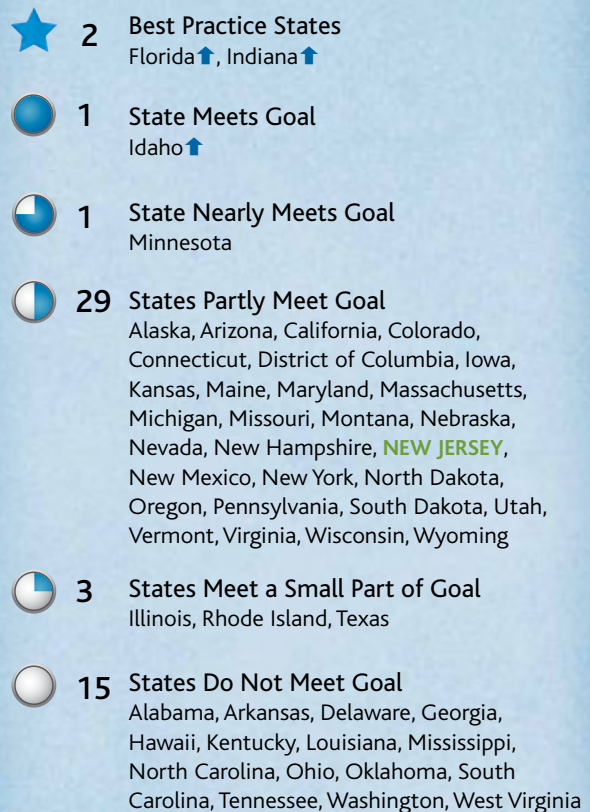 2 Best Practice States
Florida⬆, Indiana⬆
1 State Meets Goal
Idaho⬆
1 State Nearly Meets Goal
Minnesota
29 States Partly Meet Goal
Alaska, Arizona, California, Colorado,
Connecticut, District of Columbia, Iowa,
Kansas, Maine, Maryland, Massachusetts,
Michigan, Missouri, Montana, Nebraska,
Nevada, New Hampshire, NEW JERSEY,
New Mexico, New York, North Dakota,
Oregon, Pennsylvania, South Dakota, Utah,
Vermont, Virginia, Wisconsin, Wyoming
3 States Meet a Small Part of Goal
Illinois, Rhode Island, Texas
15 States Do Not Meet Goal
Alabama, Arkansas, Delaware, Georgia,
Hawaii, Kentucky, Louisiana, Mississippi,
North Carolina, Ohio, Oklahoma, South
Carolina, Tennessee, Washington, West Virginia